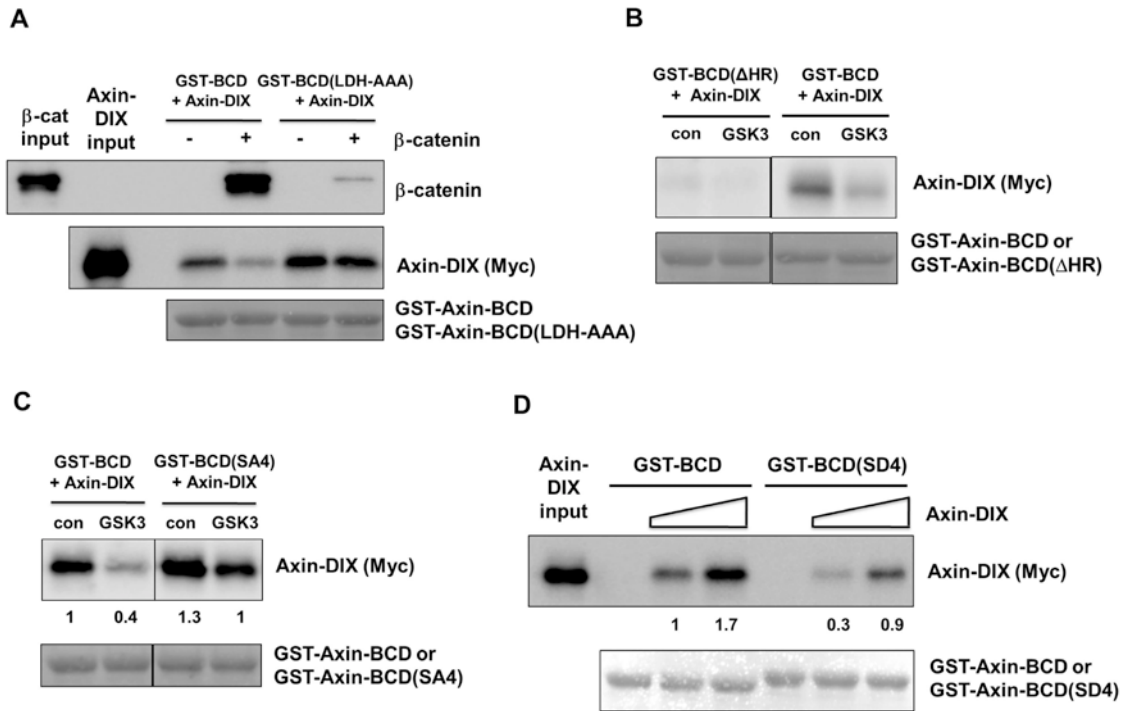 A
GST-BCD GST-BCD(LDH-AAA)
+ Axin-DIX + Axin-DIX
β-cat
input
Axin-
DIX
input
- + - + β-catenin
β-catenin
Axin-DIX (Myc)
GST-Axin-BCD
GST-Axin-BCD(LDH-AAA)
B
GST-BCD(ΔHR) GST-BCD
+ Axin-DIX + Axin-DIX
con GSK3 con GSK3
Axin-DIX (Myc)
GST-Axin-BCD or
GST-Axin-BCD(ΔHR)
C
GST-BCD GST-BCD(SA4)
+ Axin-DIX + Axin-DIX
con GSK3 con GSK3
Axin-DIX (Myc)
1 0.4 1.3 1
GST-Axin-BCD or
GST-Axin-BCD(SA4)
D
Axin-
DIX
input
GST-BCD GST-BCD(SD4)
Axin-DIX
Axin-DIX (Myc)
1 1.7 0.3 0.9
GST-Axin-BCD or
GST-Axin-BCD(SD4)